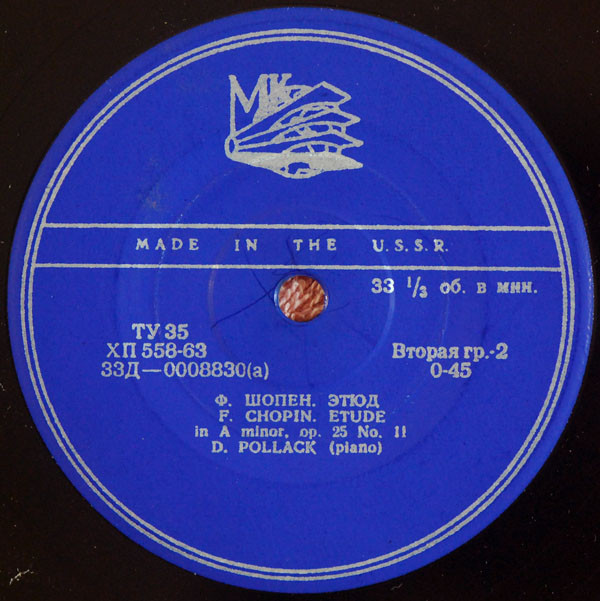 МК
MADE IN THE U.S.S.R.
33 1/3 об. в мин.
ТУ 35
ХП 558-63
33Д—0008830(а)
Вторая гр.-2
0-45
Ф. ШОПЕН. ЭТЮД
F. CHOPIN. ETUDE
in A minor, op. 25 No. 11
D. POLLACK (piano)